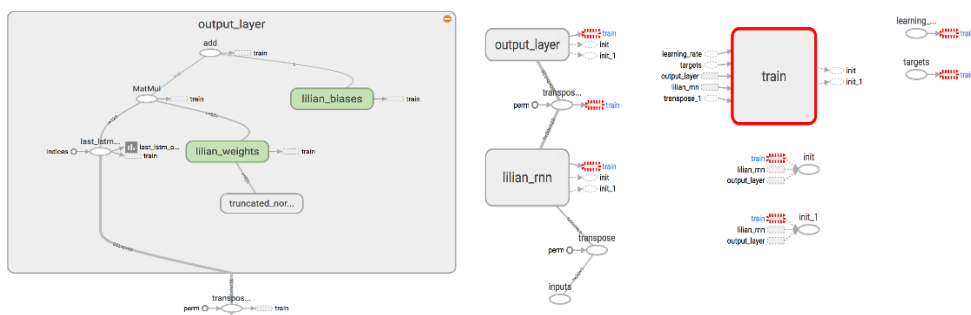 output_layer
add
train
MatMul
train
lilian_biases
train
last_lstm...
indices
last_lstm_o...
train
lilian_weights
train
truncated_nor...
transpos...
perm
train
output_layer
train
init
init_1
transpos...
perm
train
lilian_rnn
train
init
init_1
transpose
perm
inputs
learning_rate
targets
output_layer
lilian_rnn
transpose_1
train
init
init_1
learning_...
targets
train
init
lilian_rnn
output_layer
train
init_1
lilian_rnn
output_layer